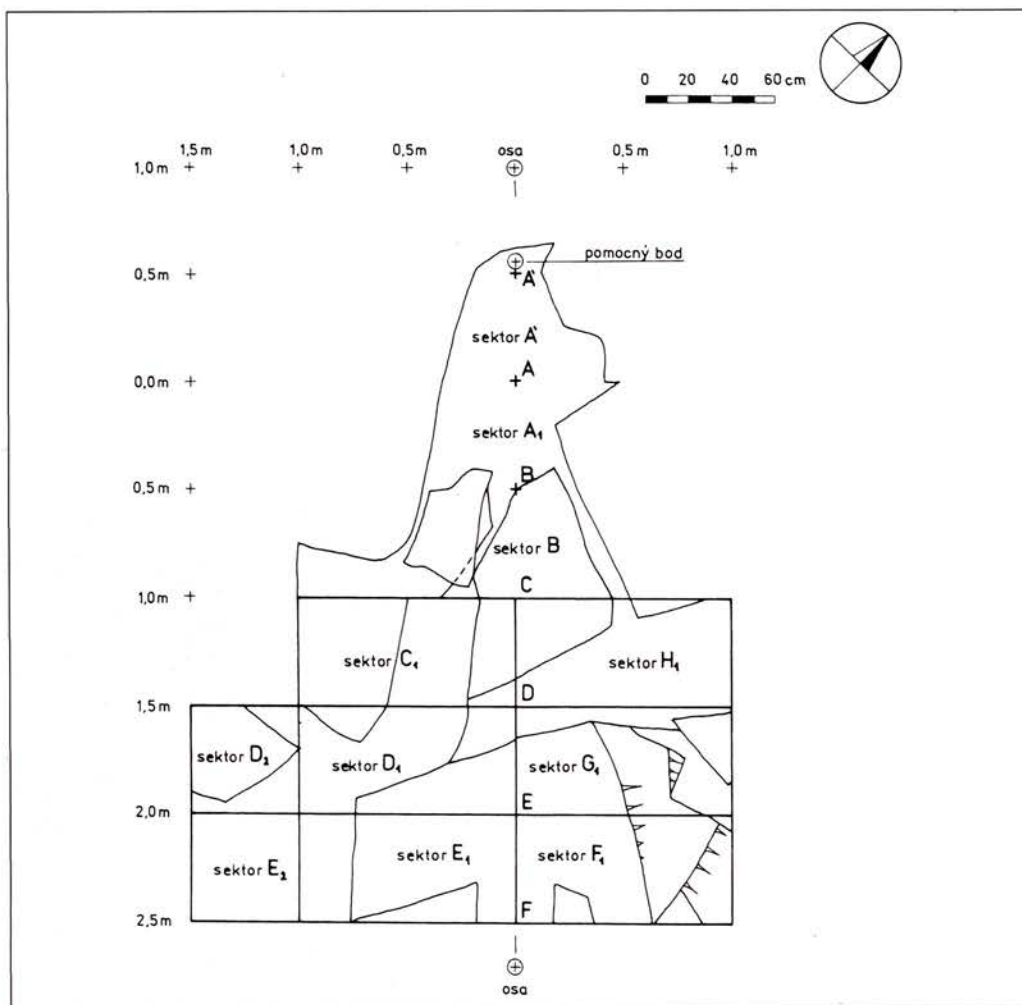 0 20 40 60 cm
1,5 m 1,0 m 0,5 m osa 0,5 m 1,0 m
1,0 m
pomocný bod
0,5 m
A'
sektor A'
A
0,0 m
sektor A₁
B
0,5 m
sektor B
C
1,0 m
sektor C₁ sektor H₁
D
1,5 m
sektor D₂ sektor D₁ sektor G₁
E
2,0 m
sektor E₂ sektor E₁ sektor F₁
F
2,5 m
osa